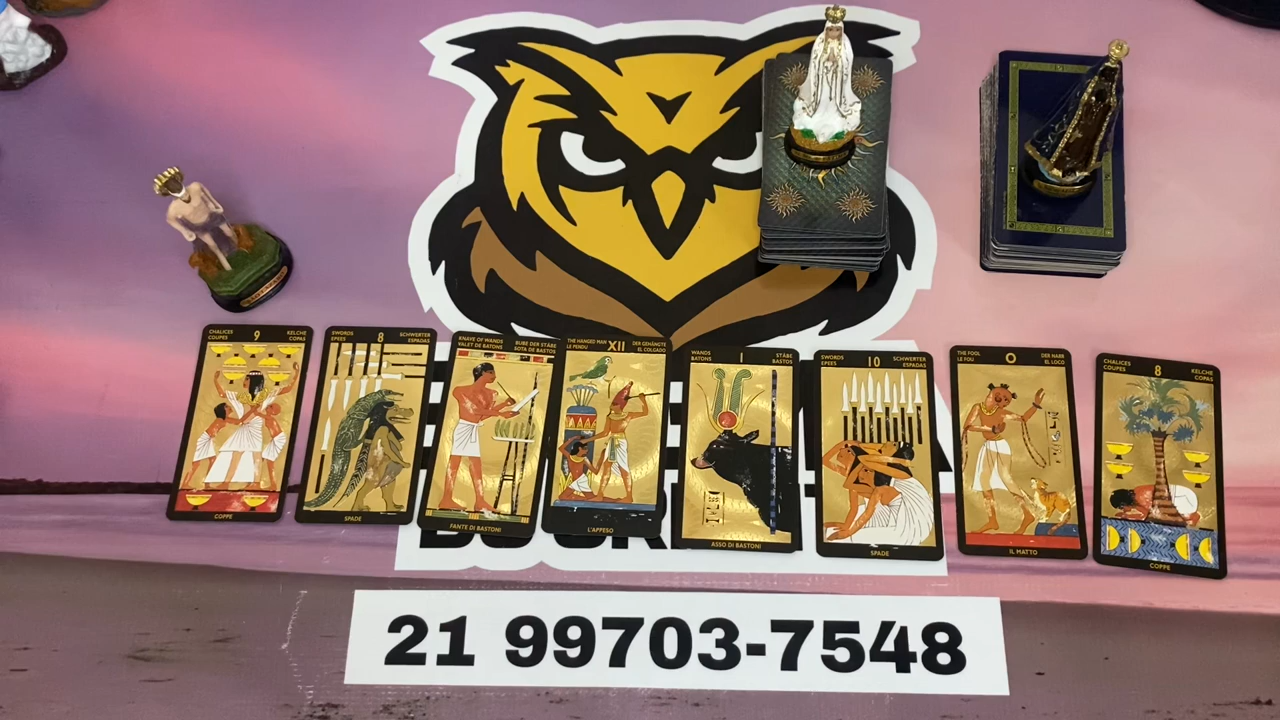 CHALICES 9 KELCHE
COUPES COPAS
COPPE
SWORDS 8 SCHWERTER
EPEES ESPADAS
SPADE
KNAVE OF WANDS BUBE DER STÄBE
VALET DE BATONS SOTA DE BASTOS
FANTE DI BASTONI
THE HANGED MAN XII DER GEHÄNGTE
LE PENDU EL COLGADO
L'APPESO
WANDS I STÄBE
BATONS BASTOS
ASSO DI BASTONI
SWORDS 10 SCHWERTER
EPEES ESPADAS
SPADE
THE FOOL 0 DER NARR
LE FOU EL LOCO
IL MATTO
CHALICES 8 KELCHE
COUPES COPAS
COPPE
21 99703-7548